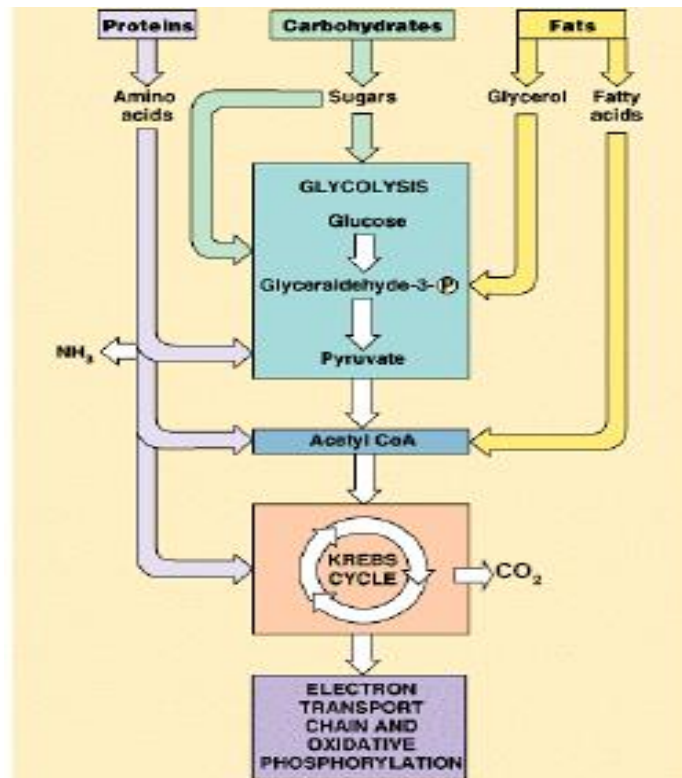 Proteins
Carbohydrates
Fats
Amino
acids
Sugars
Glycerol
Fatty
acids
GLYCOLYSIS
Glucose
Glyceraldehyde-3-P
NH₃
Pyruvate
Acetyl CoA
KREBS
CYCLE
CO₂
ELECTRON
TRANSPORT
CHAIN AND
OXIDATIVE
PHOSPHORYLATION